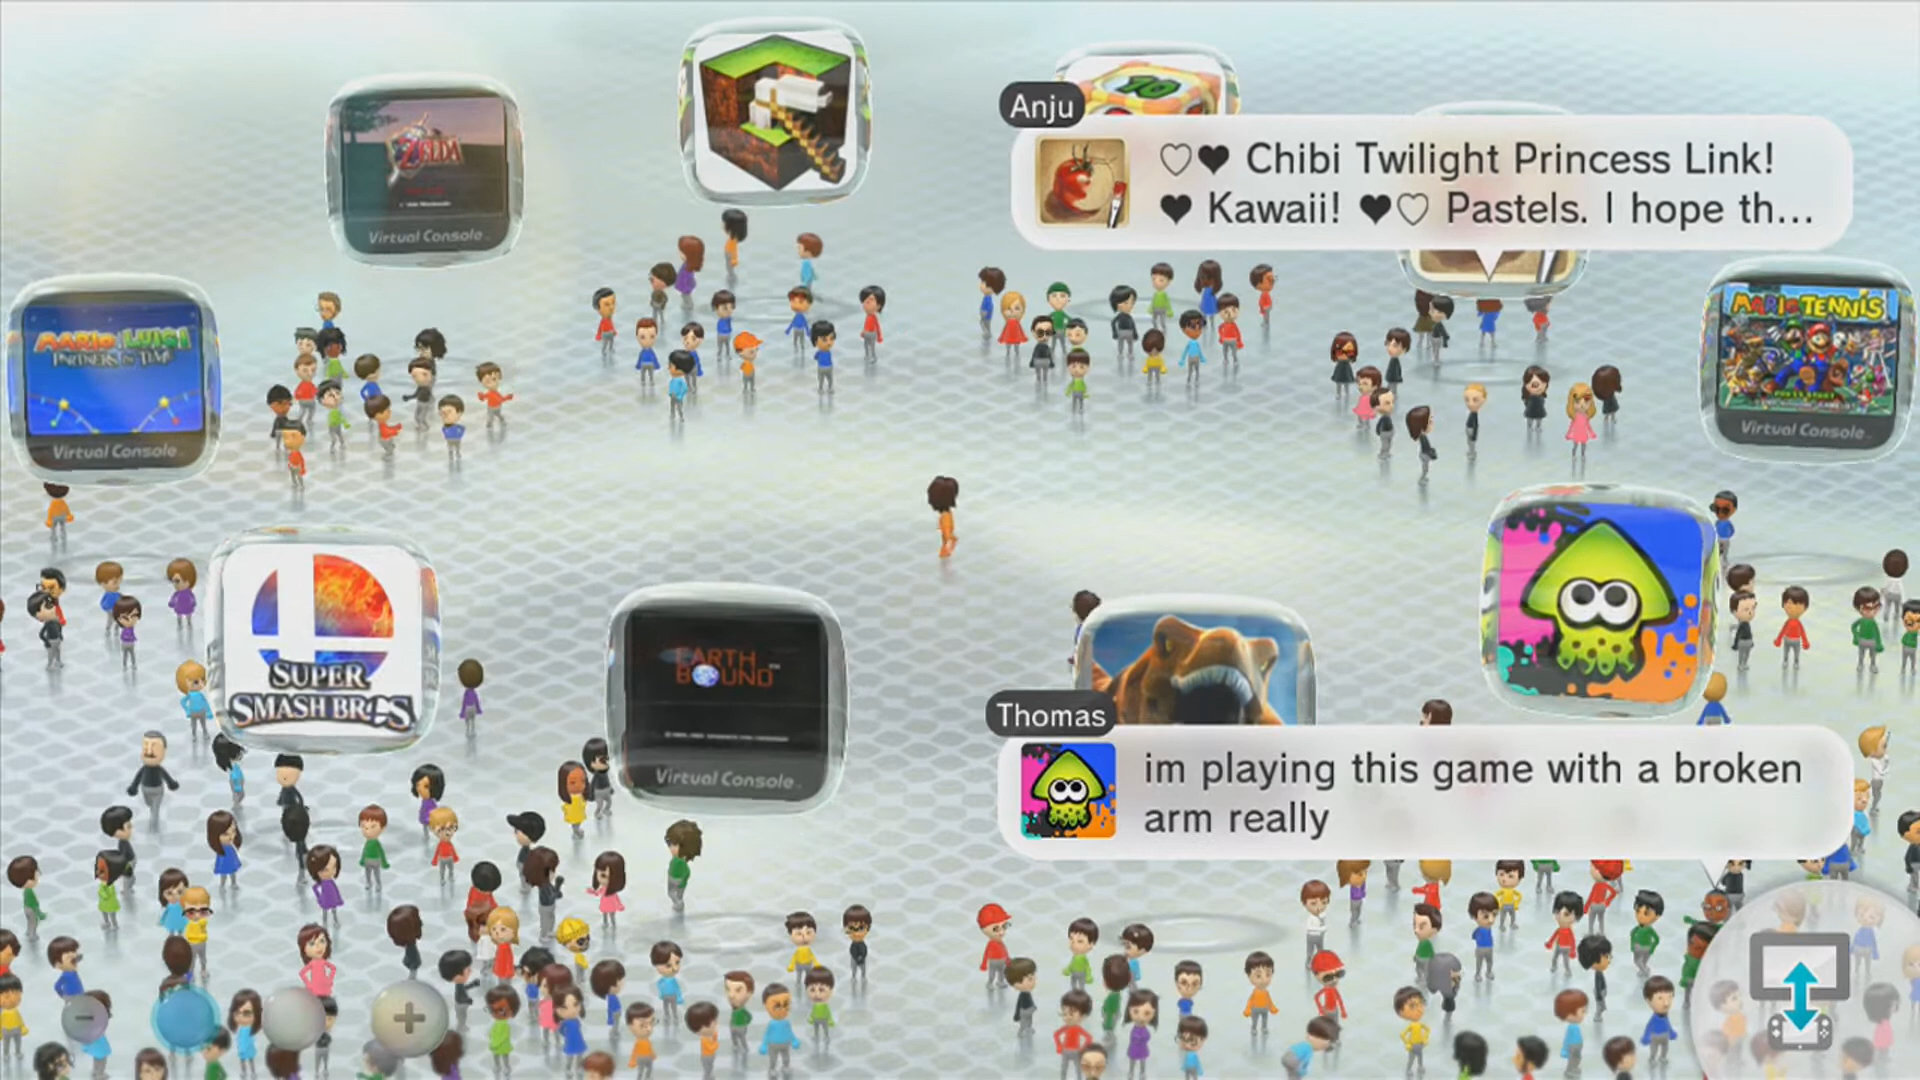 ZELDA
Virtual Console
10
Anju
♡♥ Chibi Twilight Princess Link!
♥ Kawaii! ♥♡ Pastels. I hope th...
MARIO & LUIGI
PARTNERS IN TIME
Virtual Console
MARIO TENNIS
Virtual Console
SUPER
SMASH BROS
EARTH
BOUND
Virtual Console
Thomas
im playing this game with a broken
arm really